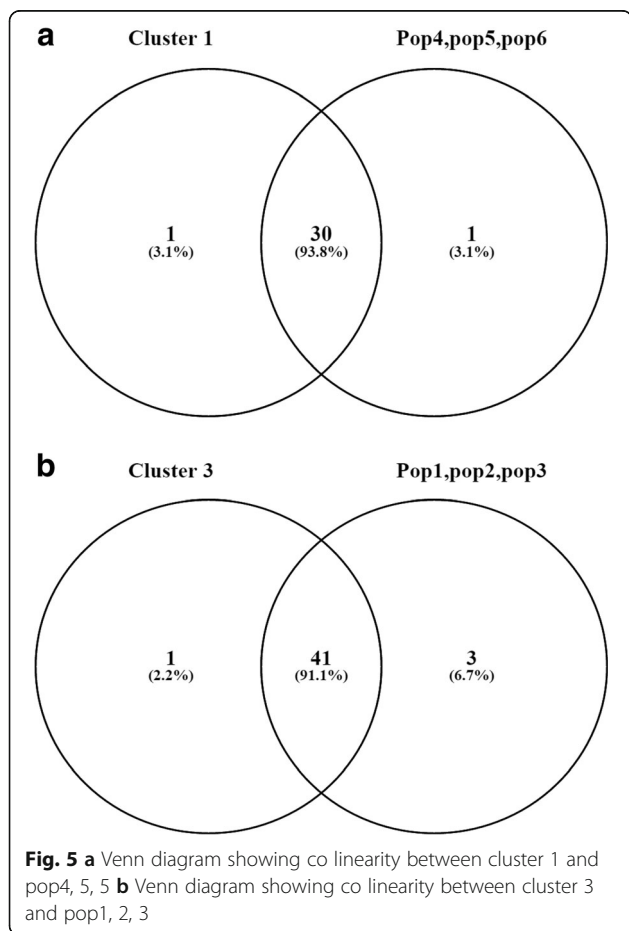 a
Cluster 1 Pop4,pop5,pop6
1 30 1
(3.1%) (93.8%) (3.1%)
b
Cluster 3 Pop1,pop2,pop3
1 41 3
(2.2%) (91.1%) (6.7%)
Fig. 5 a Venn diagram showing co linearity between cluster 1 and
pop4, 5, 5 b Venn diagram showing co linearity between cluster 3
and pop1, 2, 3